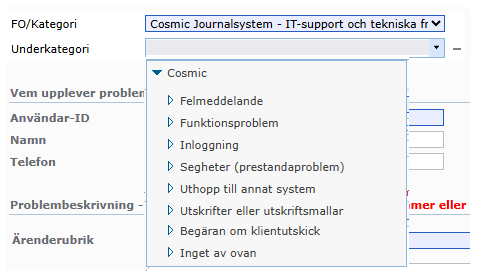 FO/Kategori Cosmic Journalsystem - IT-support och tekniska fr
Underkategori
Cosmic
Vem upplever problem
Felmeddelande
Användar-ID
Funktionsproblem
Namn
Inloggning
Telefon
Segheter (prestandaproblem)
Uthopp till annat system
Problembeskrivning - mmer eller
Utskrifter eller utskriftsmallar
Begäran om klientutskick
Ärenderubrik
Inget av ovan